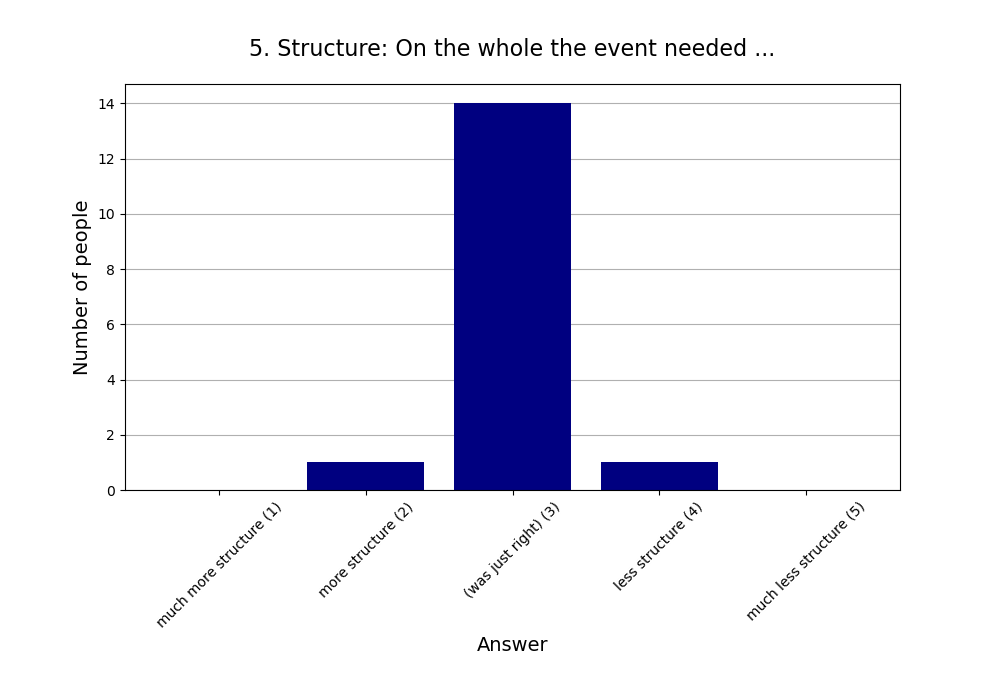 5. Structure: On the whole the event needed ...
Number of people
14
12
10
8
6
4
2
0
much more structure (1)
more structure (2)
(was just right) (3)
less structure (4)
much less structure (5)
Answer